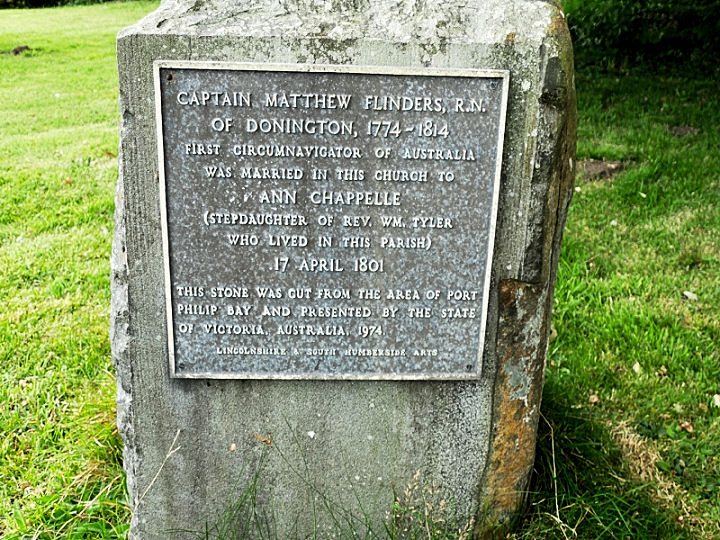 CAPTAIN MATTHEW FLINDERS, R.N.
OF DONINGTON, 1774-1814
FIRST CIRCUMNAVIGATOR OF AUSTRALIA
WAS MARRIED IN THIS CHURCH TO
ANN CHAPPELLE
(STEPDAUGHTER OF REV. WM. TYLER
WHO LIVED IN THIS PARISH)
17 APRIL 1801
THIS STONE WAS CUT FROM THE AREA OF PORT
PHILIP BAY AND PRESENTED BY THE STATE
OF VICTORIA, AUSTRALIA, 1974.
LINCOLNSHIRE & SOUTH HUMBERSIDE ARTS